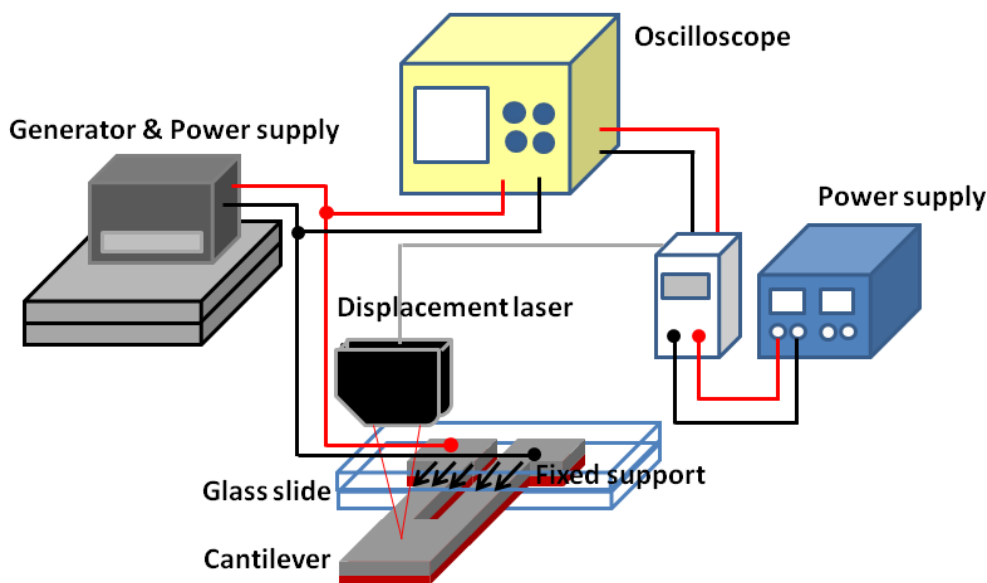 Oscilloscope
Generator & Power supply
Power supply
Displacement laser
Fixed support
Glass slide
Cantilever